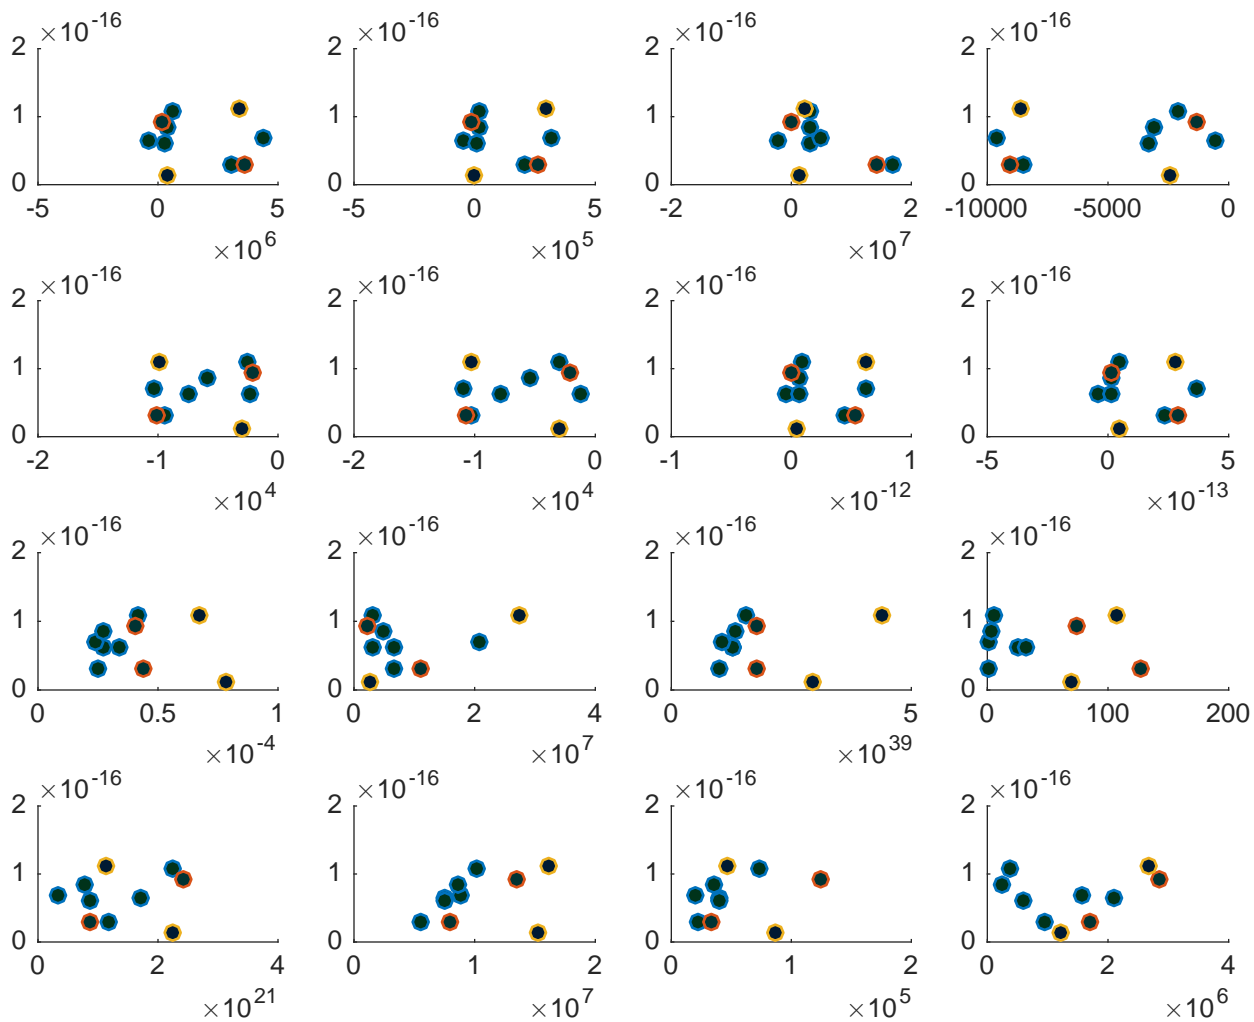 ×10-16 ×10-16 ×10-16 ×10-16
2 2 2 2
1 1 1 1
0 0 0 0
-5 0 5 -5 0 5 -2 0 2 -10000 -5000 0
×106 ×105 ×107
×10-16 ×10-16 ×10-16 ×10-16
2 2 2 2
1 1 1 1
0 0 0 0
-2 -1 0 -2 -1 0 -1 0 1 -5 0 5
×104 ×104 ×10-12 ×10-13
×10-16 ×10-16 ×10-16 ×10-16
2 2 2 2
1 1 1 1
0 0 0 0
0 0.5 1 0 2 4 0 5 0 100 200
×10-4 ×107 ×1039
×10-16 ×10-16 ×10-16 ×10-16
2 2 2 2
1 1 1 1
0 0 0 0
0 2 4 0 1 2 0 1 2 0 2 4
×1021 ×107 ×105 ×106